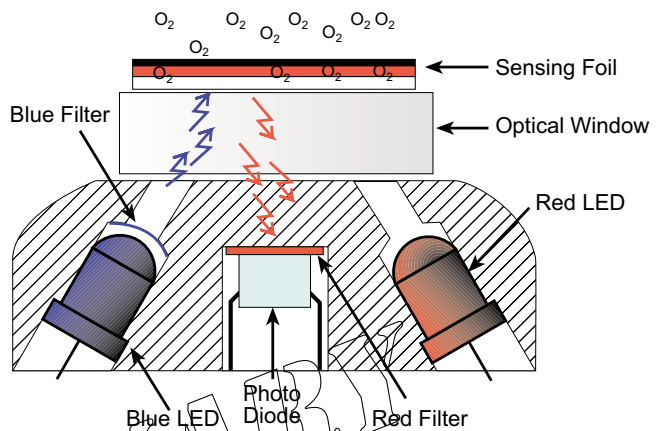 O2 O2 O2 O2 O2
O2 O2
O2
O2 O2 O2 O2
Sensing Foil
Blue Filter
Optical Window
Red LED
Photo
Diode
Blue LED
Red Filter